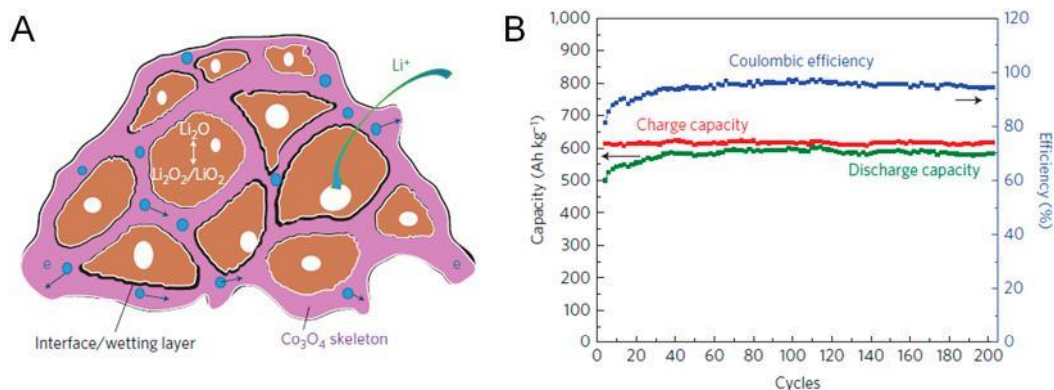 A
Li⁺
Li₂O
Li₂O₂/LiO₂
e
e
Interface/wetting layer
Co₃O₄ skeleton
B
1,000
900
800
700
600
500
400
300
200
100
0
Capacity (Ah kg⁻¹)
Coulombic efficiency
Charge capacity
Discharge capacity
120
100
80
60
40
20
0
Efficiency (%)
0 20 40 60 80 100 120 140 160 180 200
Cycles